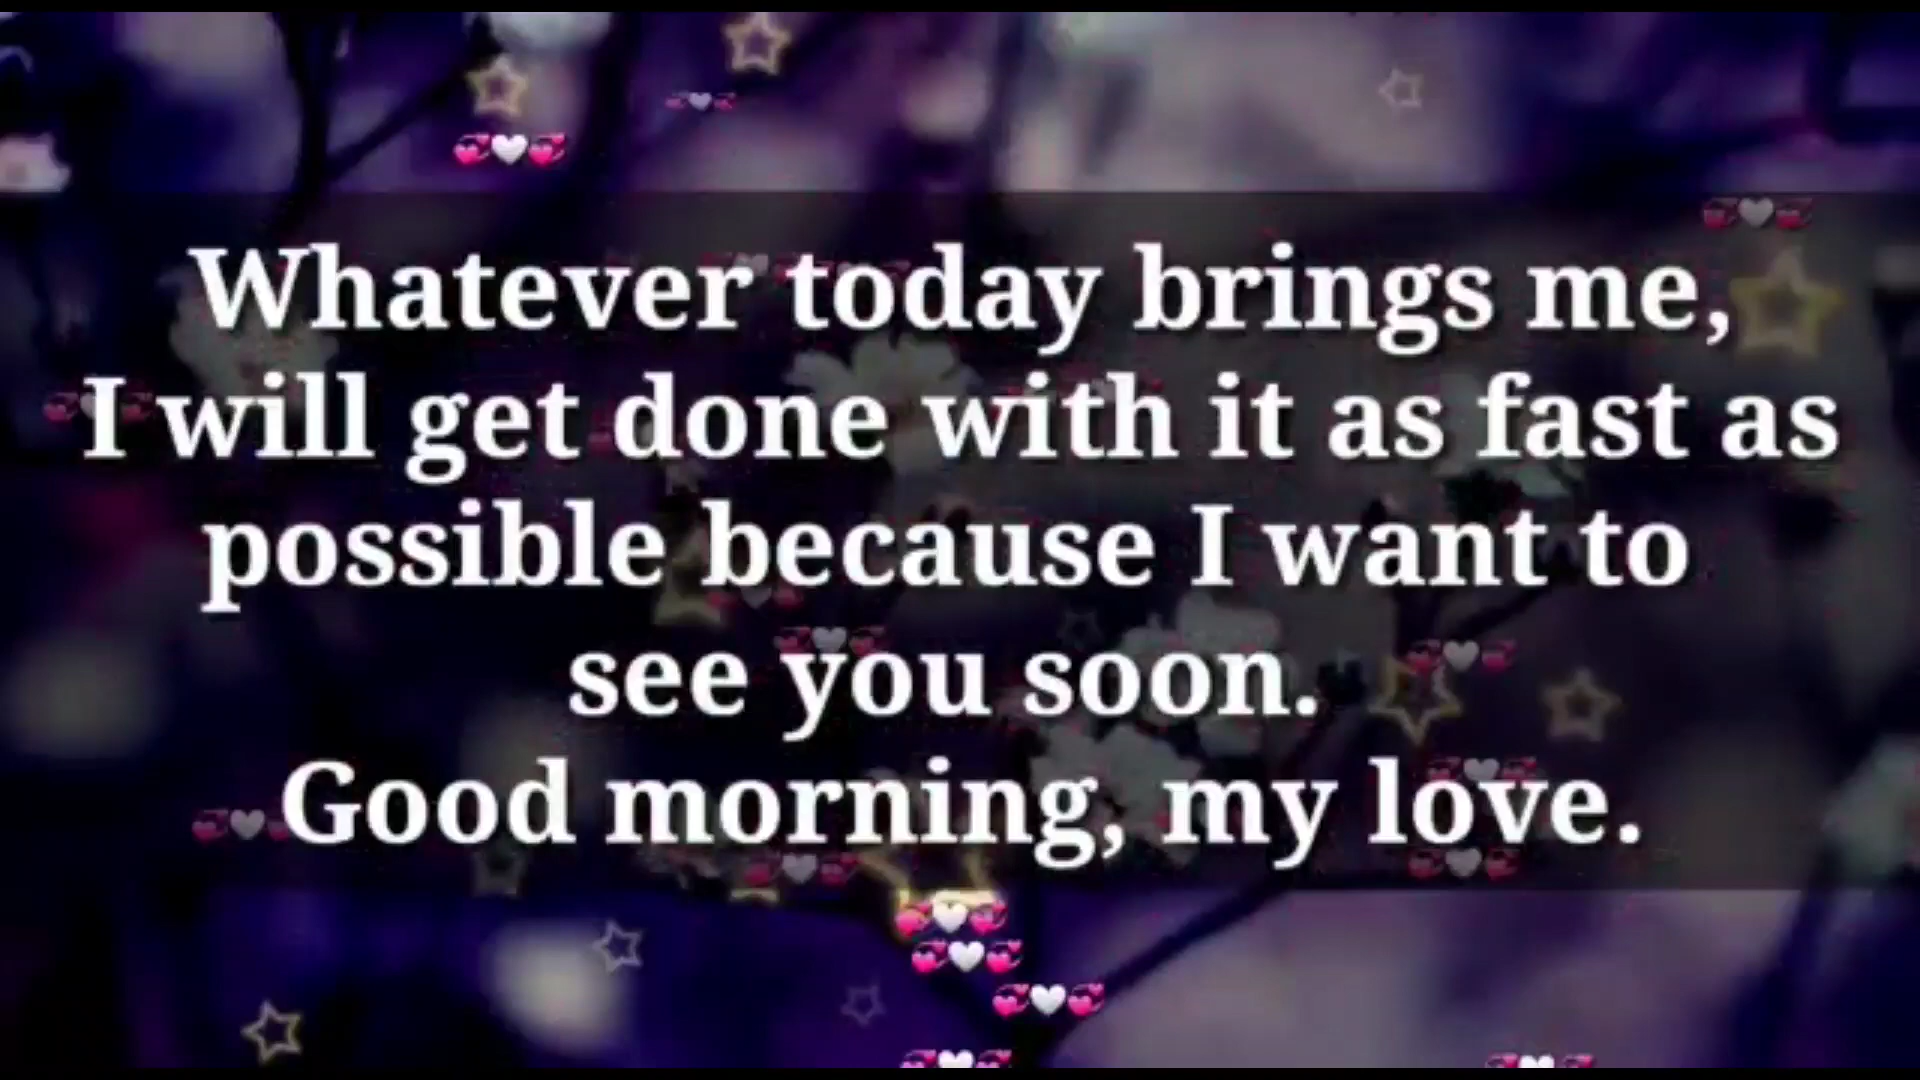 Whatever today brings me,
I will get done with it as fast as
possible because I want to
see you soon.
Good morning, my love.